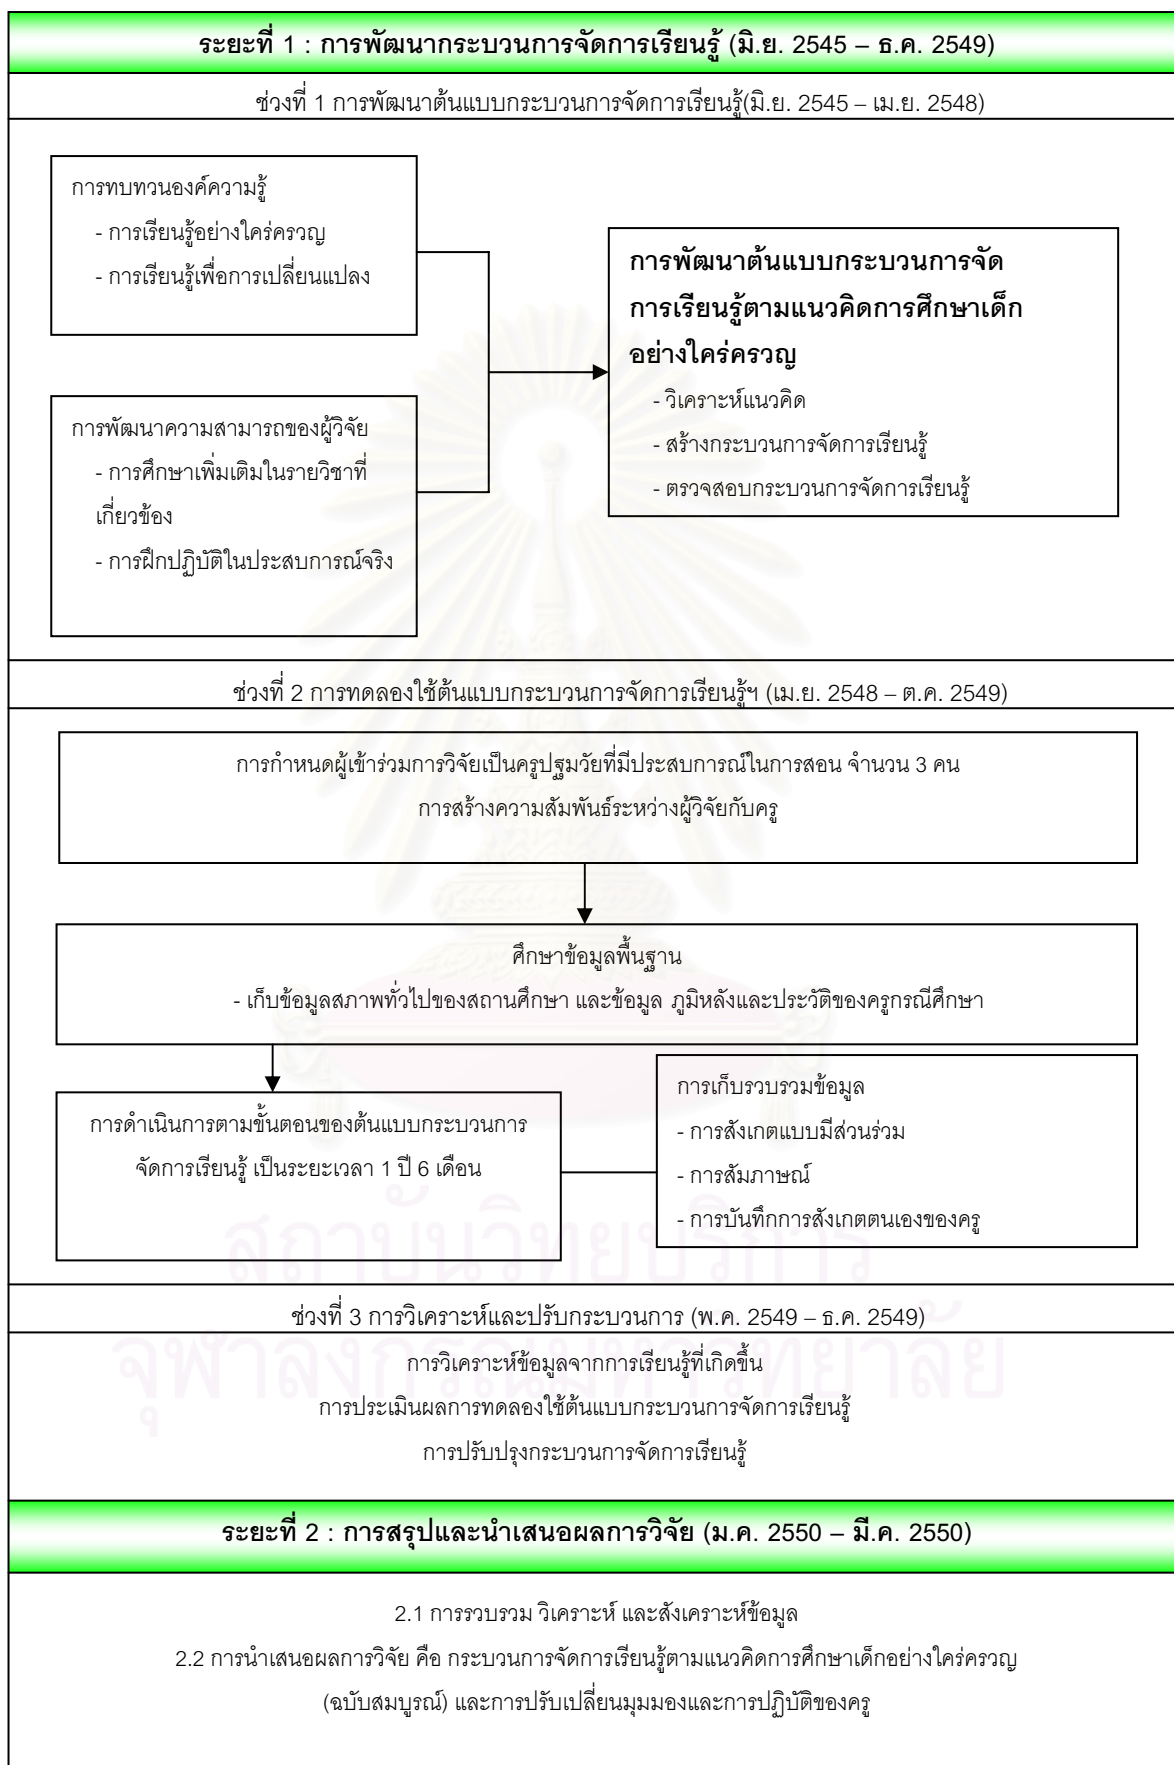 ระยะที่ 1 : การพัฒนากระบวนการจัดการเรียนรู้ (มิ.ย. 2545 – ธ.ค. 2549)
ช่วงที่ 1 การพัฒนาต้นแบบกระบวนการจัดการเรียนรู้(มิ.ย. 2545 – เม.ย. 2548)
การทบทวนองค์ความรู้
- การเรียนรู้อย่างใคร่ครวญ
- การเรียนรู้เพื่อการเปลี่ยนแปลง
การพัฒนาความสามารถของผู้วิจัย
- การศึกษาเพิ่มเติมในรายวิชาที่
เกี่ยวข้อง
- การฝึกปฏิบัติในประสบการณ์จริง
การพัฒนาต้นแบบกระบวนการจัด
การเรียนรู้ตามแนวคิดการศึกษาเด็ก
อย่างใคร่ครวญ
- วิเคราะห์แนวคิด
- สร้างกระบวนการจัดการเรียนรู้
- ตรวจสอบกระบวนการจัดการเรียนรู้
ช่วงที่ 2 การทดลองใช้ต้นแบบกระบวนการจัดการเรียนรู้ฯ (เม.ย. 2548 – ต.ค. 2549)
การกำหนดผู้เข้าร่วมการวิจัยเป็นครูปฐมวัยที่มีประสบการณ์ในการสอน จำนวน 3 คน
การสร้างความสัมพันธ์ระหว่างผู้วิจัยกับครู
ศึกษาข้อมูลพื้นฐาน
- เก็บข้อมูลสภาพทั่วไปของสถานศึกษา และข้อมูล ภูมิหลังและประวัติของครูกรณีศึกษา
การดำเนินการตามขั้นตอนของต้นแบบกระบวนการ
จัดการเรียนรู้ เป็นระยะเวลา 1 ปี 6 เดือน
การเก็บรวบรวมข้อมูล
- การสังเกตแบบมีส่วนร่วม
- การสัมภาษณ์
- การบันทึกการสังเกตตนเองของครู
สถาบันวิทยบริการ
ช่วงที่ 3 การวิเคราะห์และปรับกระบวนการ (พ.ค. 2549 – ธ.ค. 2549)
จุฬาลงกรณ์มหาวิทยาลัย
การวิเคราะห์ข้อมูลจากการเรียนรู้ที่เกิดขึ้น
การประเมินผลการทดลองใช้ต้นแบบกระบวนการจัดการเรียนรู้
การปรับปรุงกระบวนการจัดการเรียนรู้
ระยะที่ 2 : การสรุปและนำเสนอผลการวิจัย (ม.ค. 2550 – มี.ค. 2550)
2.1 การรวบรวม วิเคราะห์ และสังเคราะห์ข้อมูล
2.2 การนำเสนอผลการวิจัย คือ กระบวนการจัดการเรียนรู้ตามแนวคิดการศึกษาเด็กอย่างใคร่ครวญ
(ฉบับสมบูรณ์) และการปรับเปลี่ยนมุมมองและการปฏิบัติของครู